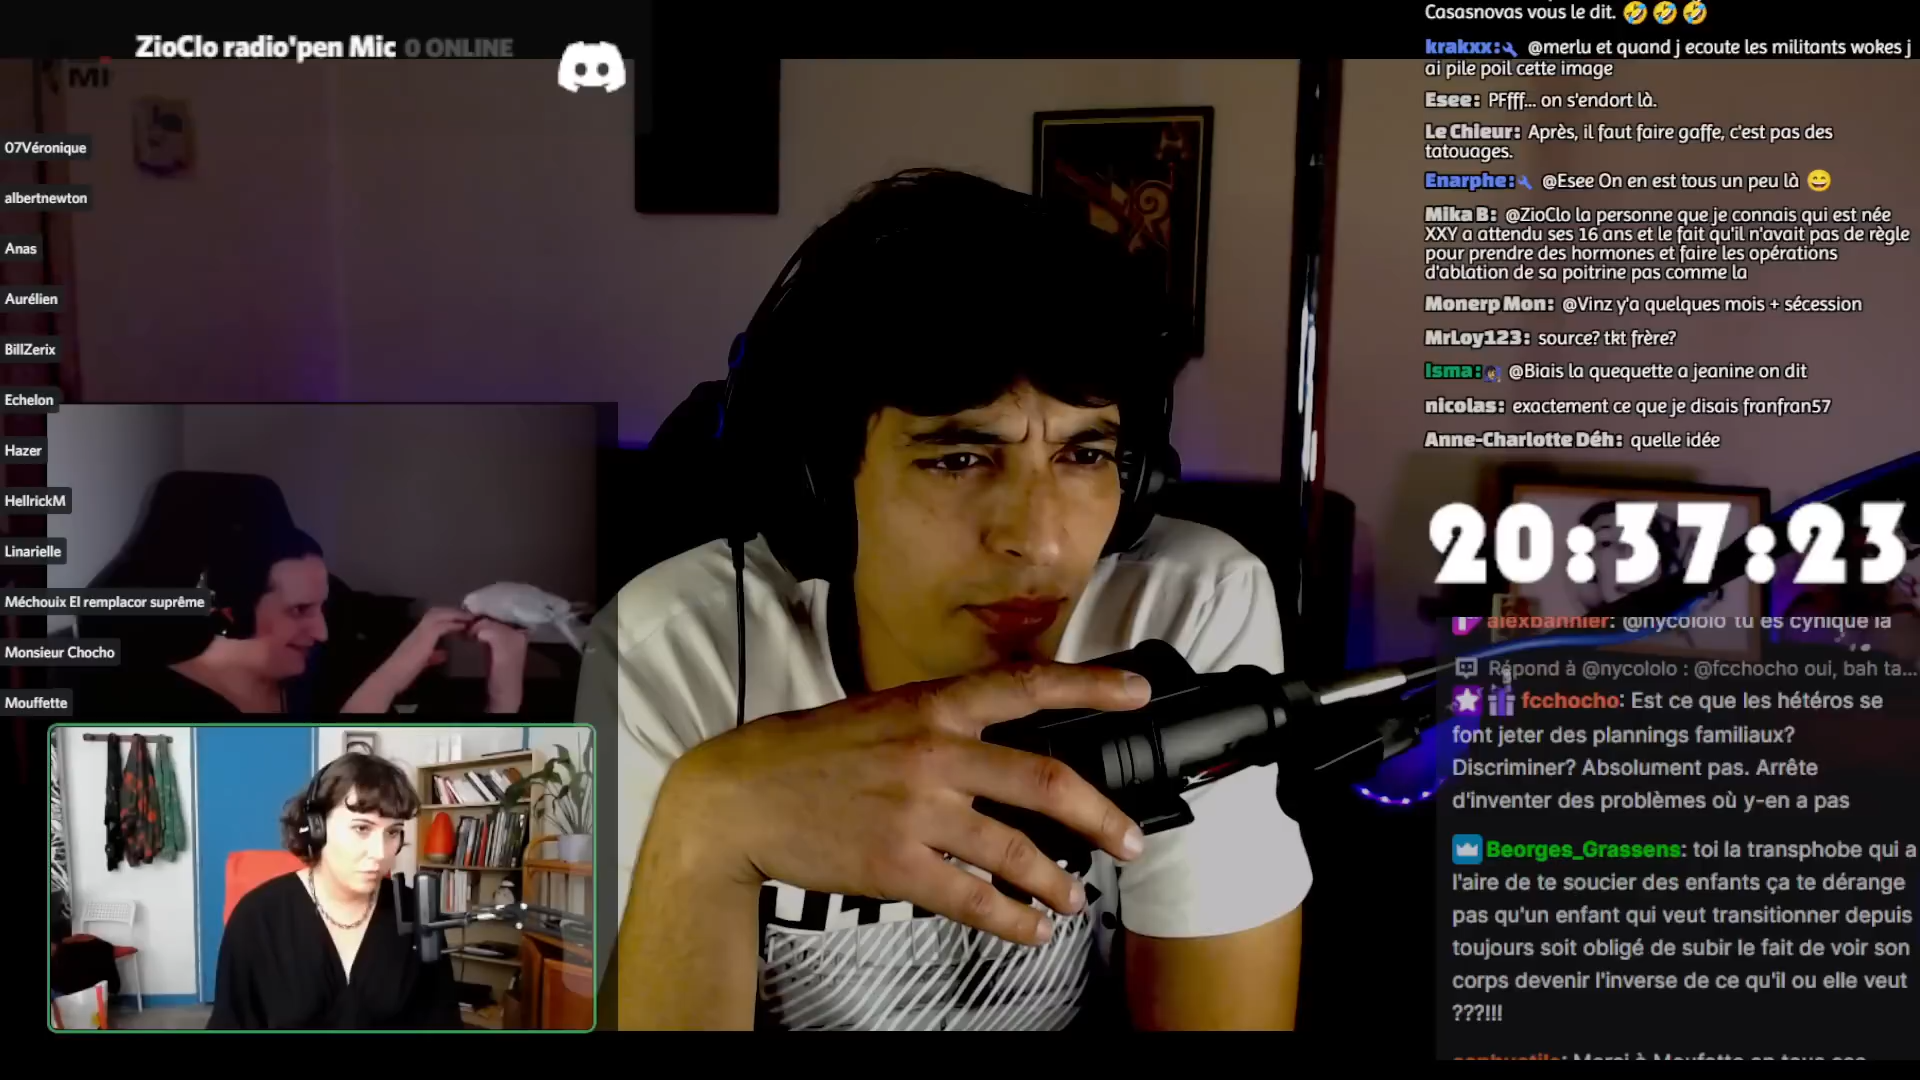 ZioClo radio'pen Mic 0 ONLINE
MI
07Véronique
albertnewton
Anas
Aurélien
BillZerix
Echelon
Hazer
HellrickM
Linarielle
Méchouix El remplacor suprême
Monsieur Chocho
Mouffette
Casasnovas vous le dit. 🤣 🤣 🤣
krakxx: @merlu et quand j ecoute les militants wokes j
ai pile poil cette image
Esee: PFfff... on s'endort là.
Le Chieur: Après, il faut faire gaffe, c'est pas des
tatouages.
Enarphe: @Esee On en est tous un peu là 😄
Mika B: @ZioClo la personne que je connais qui est née
XXY a attendu ses 16 ans et le fait qu'il n'avait pas de règle
pour prendre des hormones et faire les opérations
d'ablation de sa poitrine pas comme la
Monerp Mon: @Vinz y'a quelques mois + sécession
MrLoy123: source? tkt frère?
Isma: @Biais la quequette a jeanine on dit
nicolas: exactement ce que je disais franfran57
Anne-Charlotte Déh: quelle idée
20:37:23
alexbannier: @nycololo tu es cynique la
Répond à @nycololo : @fcchocho oui, bah ta...
fcchocho: Est ce que les hétéros se
font jeter des plannings familiaux?
Discriminer? Absolument pas. Arrête
d'inventer des problèmes où y-en a pas
Beorges_Grassens: toi la transphobe qui a
l'aire de te soucier des enfants ça te dérange
pas qu'un enfant qui veut transitionner depuis
toujours soit obligé de subir le fait de voir son
corps devenir l'inverse de ce qu'il ou elle veut
???!!!